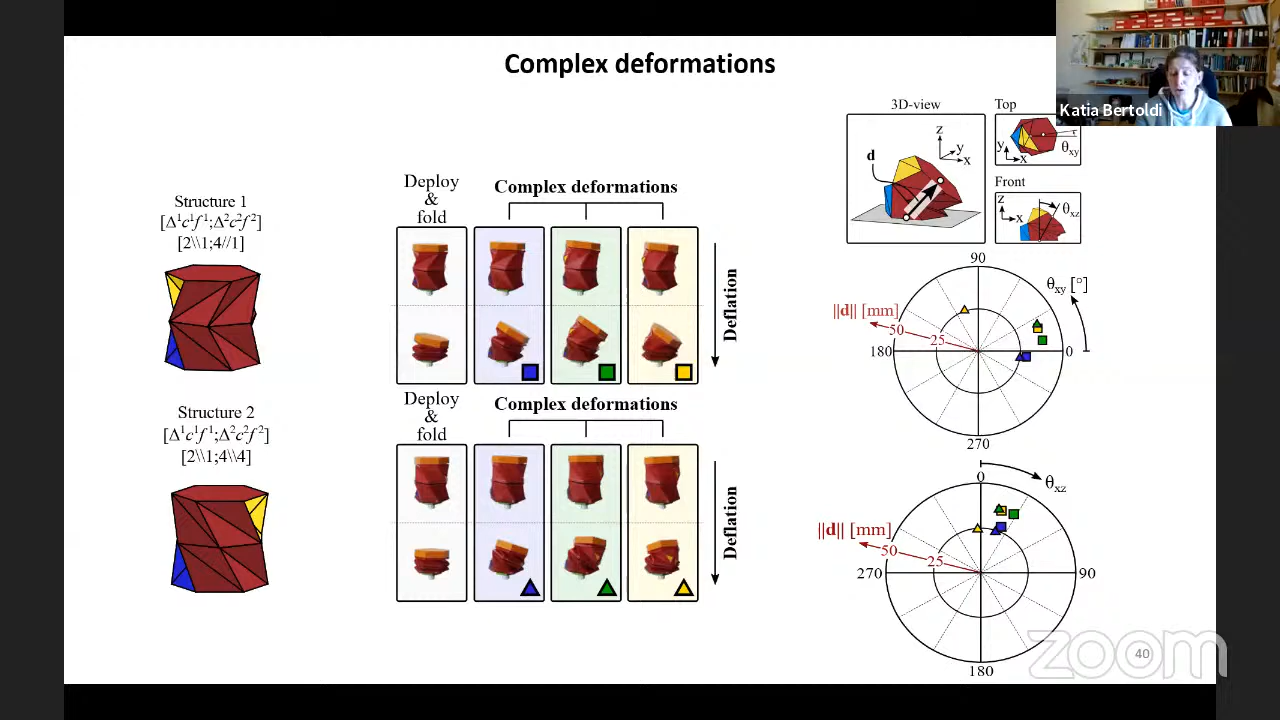 Complex deformations
Katia Bertoldi
Structure 1
[Δ¹c¹f¹;Δ²c²f²]
[2\\1;4//1]
Structure 2
[Δ¹c¹f¹;Δ²c²f²]
[2\\1;4\\4]
Deploy
&
fold
Complex deformations
Deflation
Deploy
&
fold
Complex deformations
Deflation
3D-view
d
z
y
x
Top
y
x
θxy
Front
z
x
θxz
90
θxy [°]
||d|| [mm]
50
25
180
0
270
0
θxz
||d|| [mm]
50
25
270
90
180
zoom
40